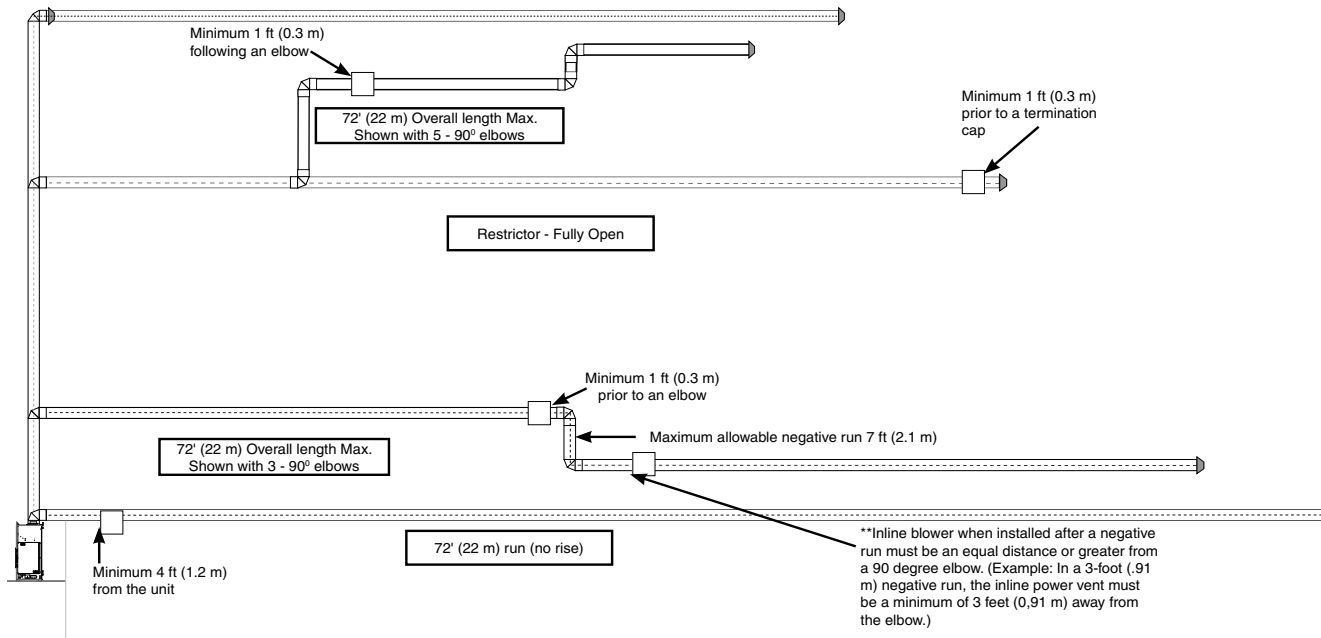 Minimum 1 ft (0.3 m)
following an elbow
72' (22 m) Overall length Max.
Shown with 5 - 90⁰ elbows
Minimum 1 ft (0.3 m)
prior to a termination
cap
Restrictor - Fully Open
Minimum 1 ft (0.3 m)
prior to an elbow
Maximum allowable negative run 7 ft (2.1 m)
72' (22 m) Overall length Max.
Shown with 3 - 90⁰ elbows
72' (22 m) run (no rise)
Minimum 4 ft (1.2 m)
from the unit
**Inline blower when installed after a negative
run must be an equal distance or greater from
a 90 degree elbow. (Example: In a 3-foot (.91
m) negative run, the inline power vent must
be a minimum of 3 feet (0,91 m) away from
the elbow.)